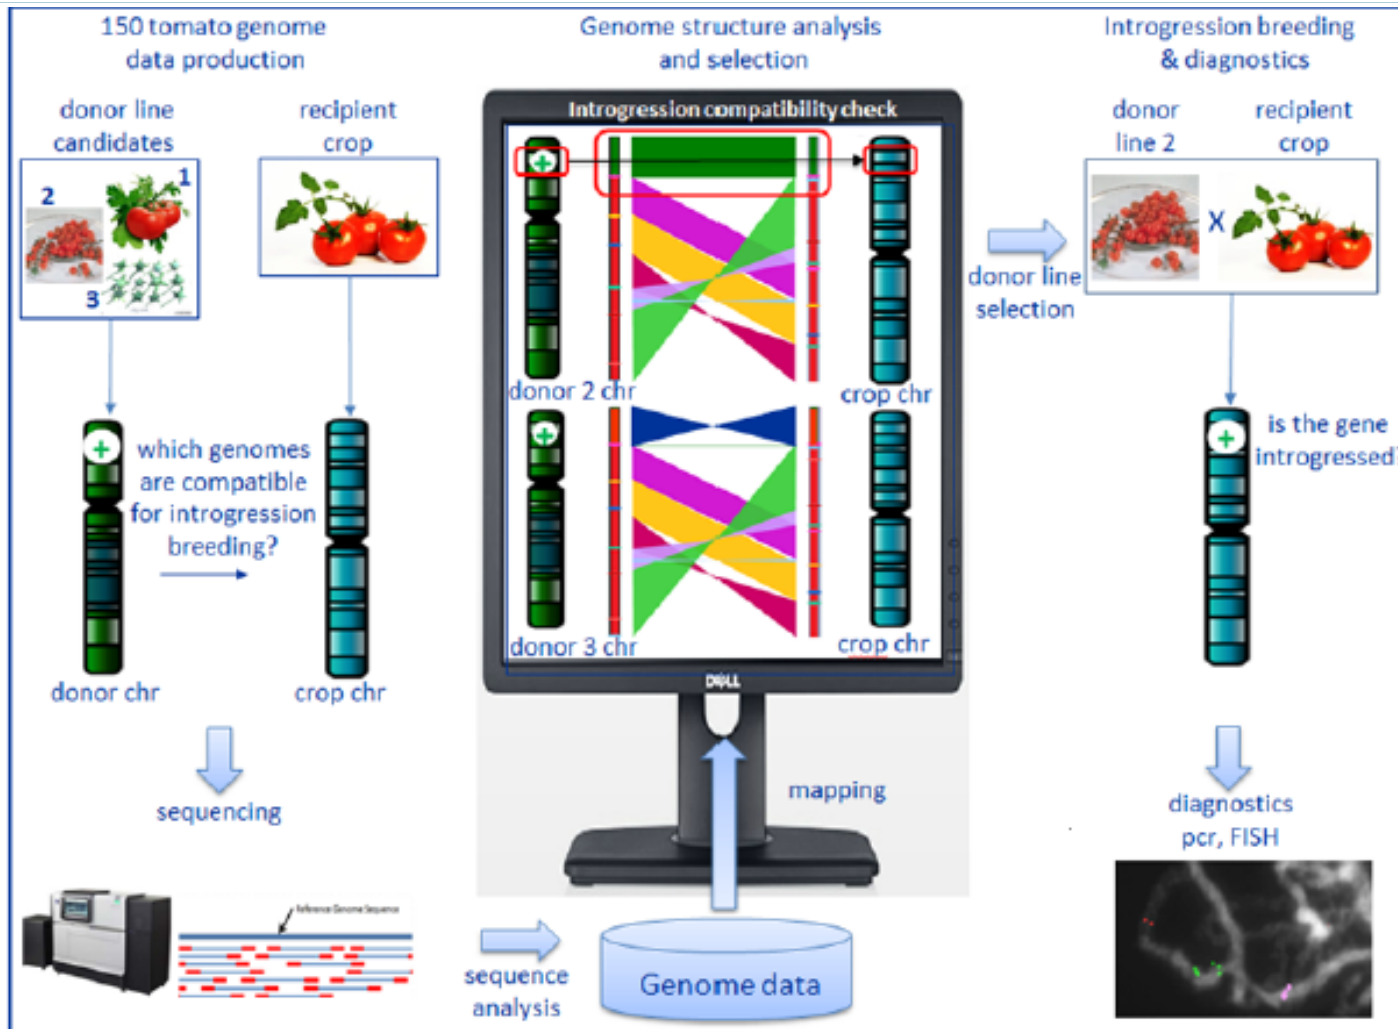 150 tomato genome
data production
donor line
candidates
recipient
crop
1
2
3
which genomes
are compatible
for introgression
breeding?
donor chr
crop chr
sequencing
Reference Genome Sequence
sequence
analysis
Genome structure analysis
and selection
Introgression compatibility check
donor 2 chr
crop chr
donor 3 chr
crop chr
DELL
mapping
Genome data
donor line
selection
Introgression breeding
& diagnostics
donor
line 2
recipient
crop
X
is the gene
introgressed?
diagnostics
pcr, FISH